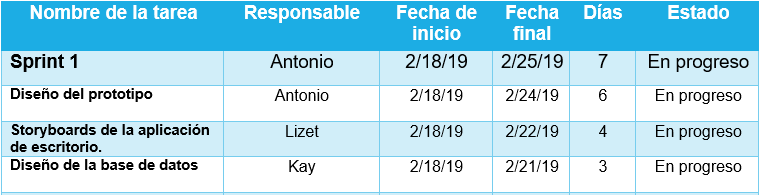 Nombre de la tarea Responsable Fecha de inicio Fecha final Días Estado
Sprint 1 Antonio 2/18/19 2/25/19 7 En progreso
Diseño del prototipo Antonio 2/18/19 2/24/19 6 En progreso
Storyboards de la aplicación de escritorio. Lizet 2/18/19 2/22/19 4 En progreso
Diseño de la base de datos Kay 2/18/19 2/21/19 3 En progreso